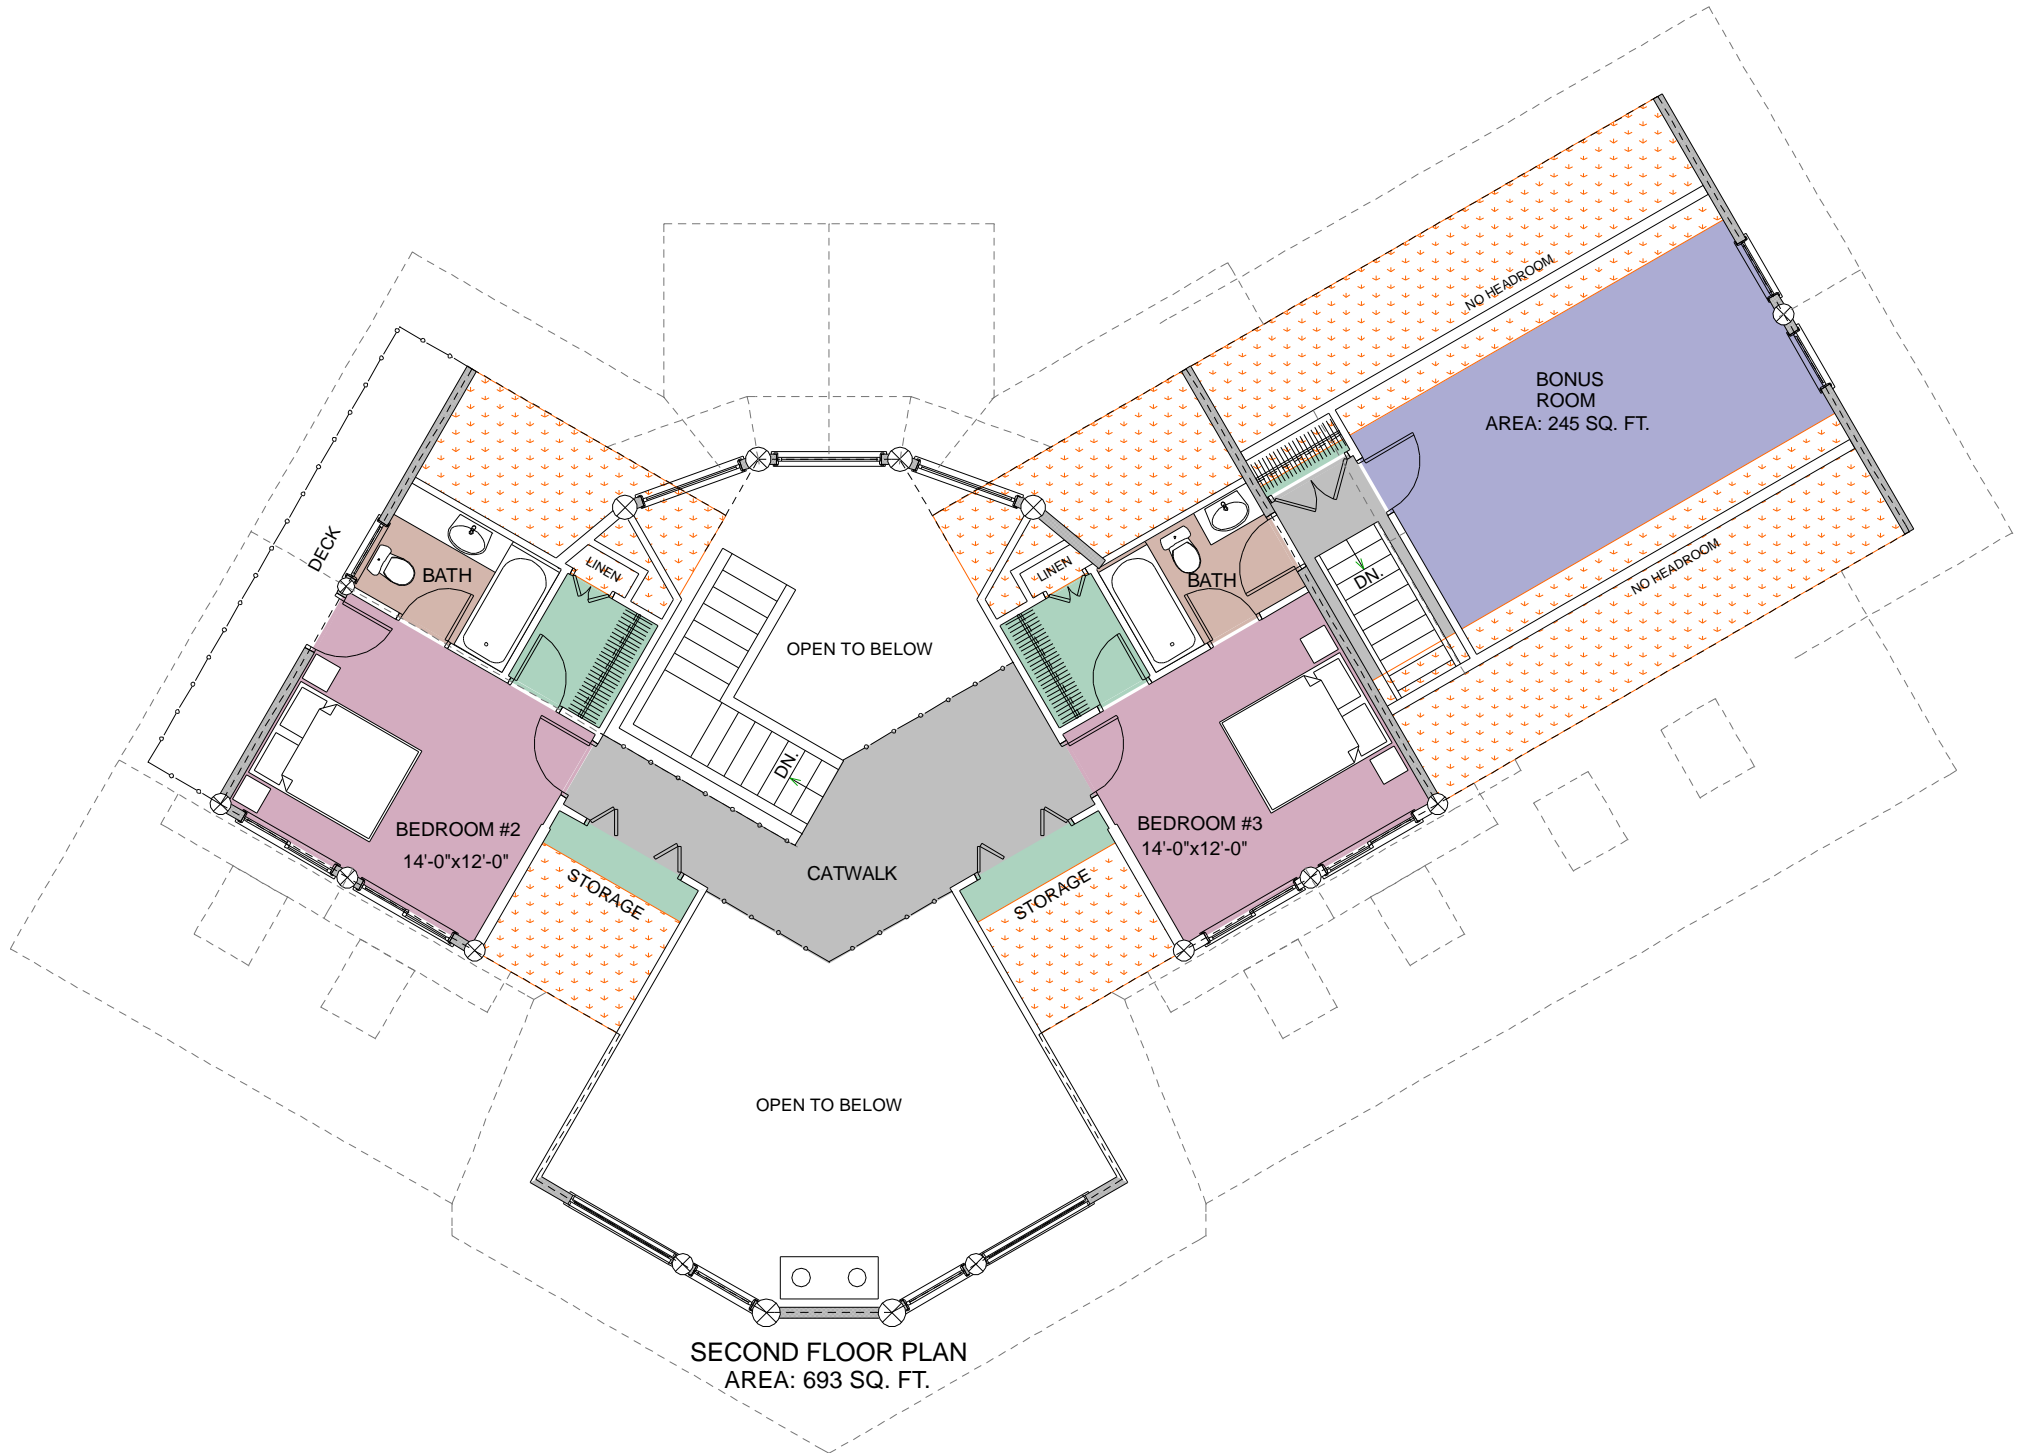 NO HEADROOM
BONUS
ROOM
AREA: 245 SQ. FT.
NO HEADROOM
DECK
BATH
LINEN
LINEN
BATH
DN.
OPEN TO BELOW
DN.
BEDROOM #2
14'-0"x12'-0"
BEDROOM #3
14'-0"x12'-0"
CATWALK
STORAGE
STORAGE
OPEN TO BELOW
SECOND FLOOR PLAN
AREA: 693 SQ. FT.